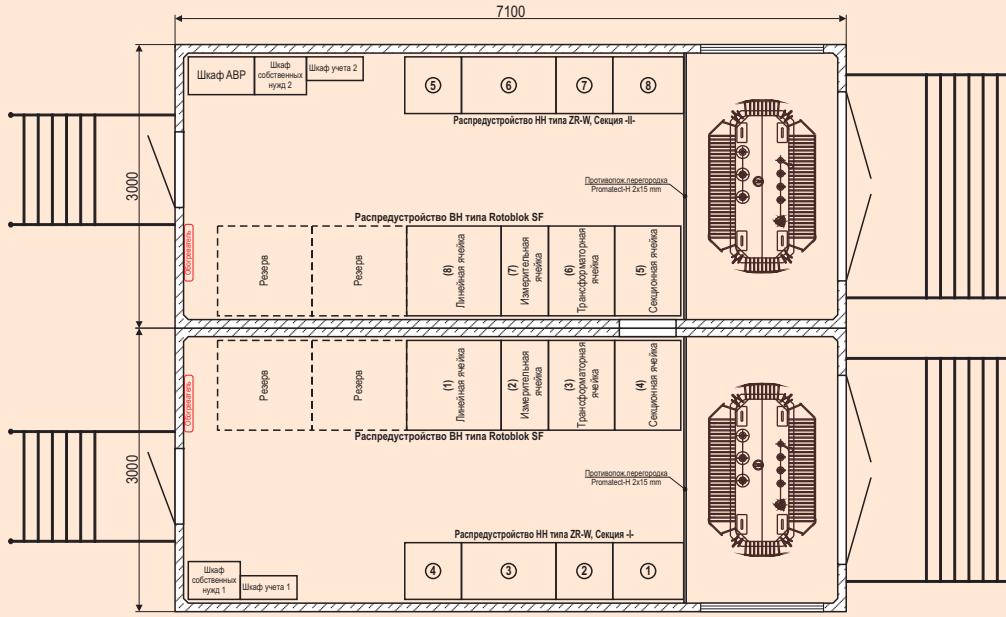 7100
3000
Шкаф АВР
Шкаф
собственных
нужд 2
Шкаф учета 2
5
6
7
8
Распредустройство НН типа ZR-W, Секция -II-
Противопож.перегородка
Promatect-H 2x15 mm
Распредустройство ВН типа Rotoblok SF
Обогреватель
Резерв
Резерв
(8)
Линейная ячейка
(7)
Измерительная
ячейка
(6)
Трансформаторная
ячейка
(5)
Секционная ячейка
3000
Обогреватель
Резерв
Резерв
(1)
Линейная ячейка
(2)
Измерительная
ячейка
(3)
Трансформаторная
ячейка
(4)
Секционная ячейка
Распредустройство ВН типа Rotoblok SF
Противопож.перегородка
Promatect-H 2x15 mm
Распредустройство НН типа ZR-W, Секция -I-
Шкаф
собственных
нужд 1
Шкаф учета 1
4
3
2
1